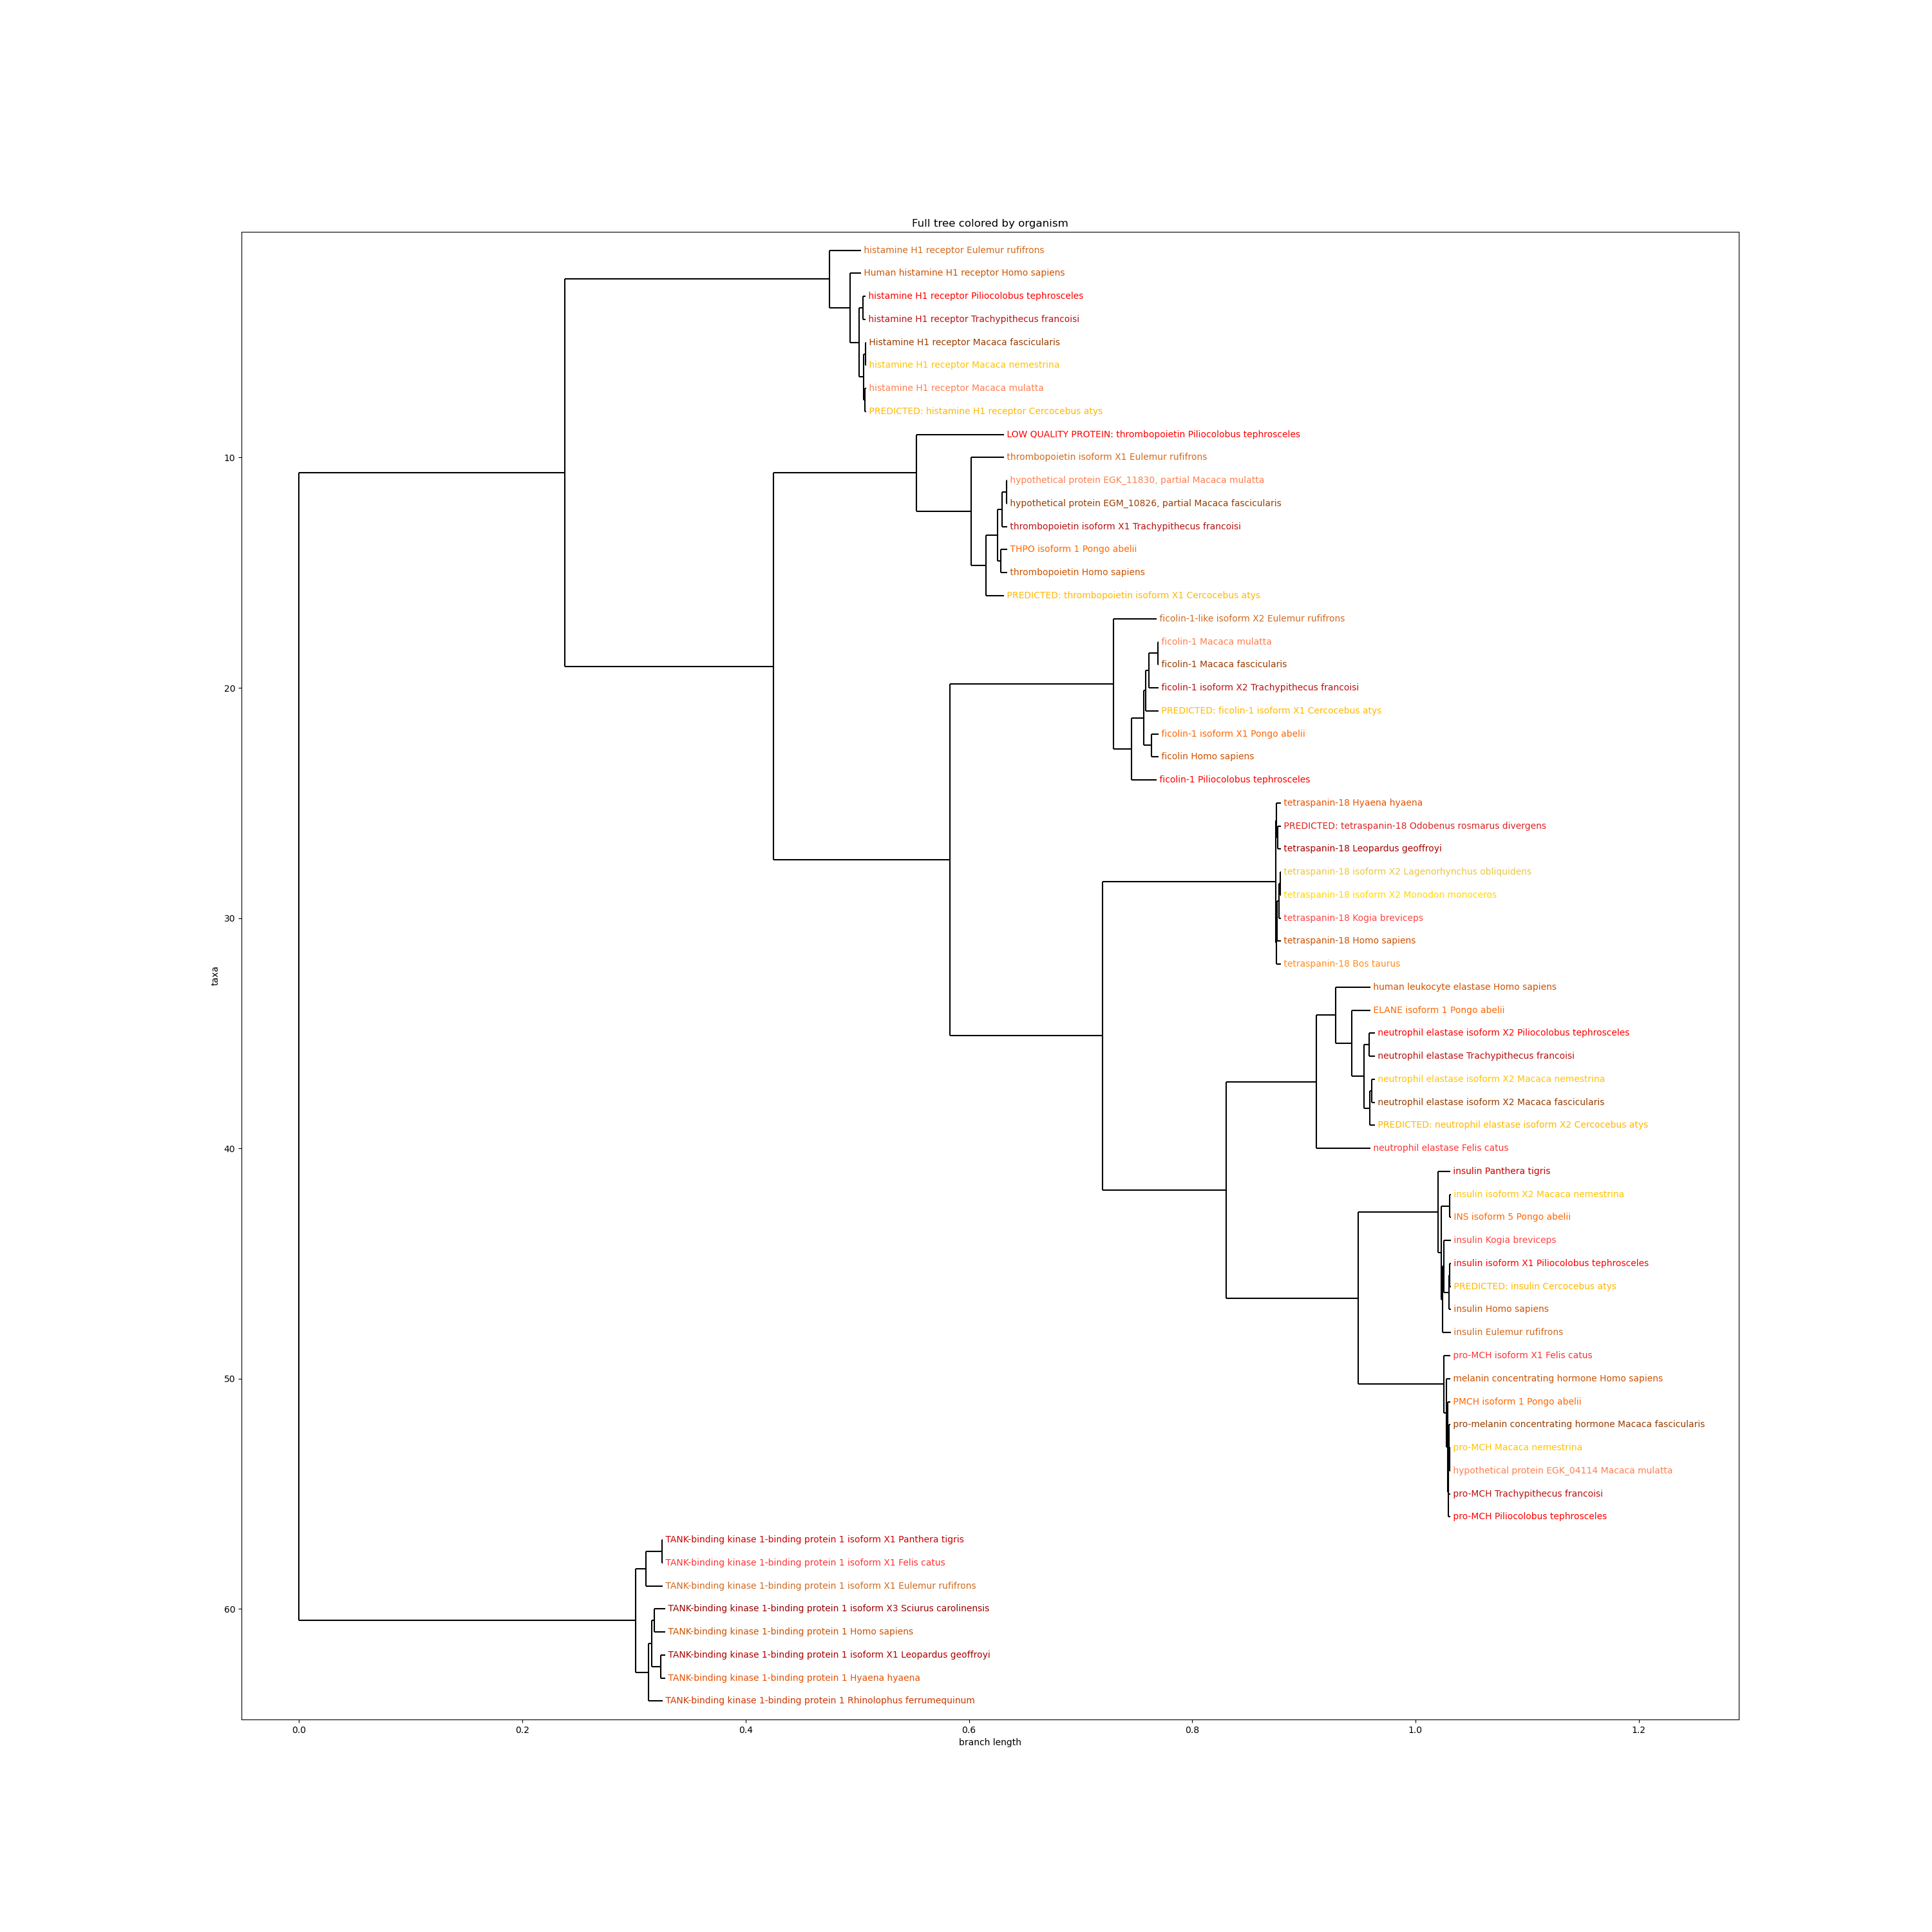 Full tree colored by organism
histamine H1 receptor Eulemur rufifrons
Human histamine H1 receptor Homo sapiens
histamine H1 receptor Piliocolobus tephrosceles
histamine H1 receptor Trachypithecus francoisi
Histamine H1 receptor Macaca fascicularis
histamine H1 receptor Macaca nemestrina
histamine H1 receptor Macaca mulatta
PREDICTED: histamine H1 receptor Cercocebus atys
LOW QUALITY PROTEIN: thrombopoietin Piliocolobus tephrosceles
10
thrombopoietin isoform X1 Eulemur rufifrons
hypothetical protein EGK_11830, partial Macaca mulatta
hypothetical protein EGM_10826, partial Macaca fascicularis
thrombopoietin isoform X1 Trachypithecus francoisi
THPO isoform 1 Pongo abelii
thrombopoietin Homo sapiens
PREDICTED: thrombopoietin isoform X1 Cercocebus atys
ficolin-1-like isoform X2 Eulemur rufifrons
ficolin-1 Macaca mulatta
ficolin-1 Macaca fascicularis
20
ficolin-1 isoform X2 Trachypithecus francoisi
PREDICTED: ficolin-1 isoform X1 Cercocebus atys
ficolin-1 isoform X1 Pongo abelii
ficolin Homo sapiens
ficolin-1 Piliocolobus tephrosceles
tetraspanin-18 Hyaena hyaena
PREDICTED: tetraspanin-18 Odobenus rosmarus divergens
tetraspanin-18 Leopardus geoffroyi
tetraspanin-18 isoform X2 Lagenorhynchus obliquidens
tetraspanin-18 isoform X2 Monodon monoceros
30
tetraspanin-18 Kogia breviceps
tetraspanin-18 Homo sapiens
tetraspanin-18 Bos taurus
taxa
human leukocyte elastase Homo sapiens
ELANE isoform 1 Pongo abelii
neutrophil elastase isoform X2 Piliocolobus tephrosceles
neutrophil elastase Trachypithecus francoisi
neutrophil elastase isoform X2 Macaca nemestrina
neutrophil elastase isoform X2 Macaca fascicularis
PREDICTED: neutrophil elastase isoform X2 Cercocebus atys
40
neutrophil elastase Felis catus
insulin Panthera tigris
insulin isoform X2 Macaca nemestrina
INS isoform 5 Pongo abelii
insulin Kogia breviceps
insulin isoform X1 Piliocolobus tephrosceles
PREDICTED: insulin Cercocebus atys
insulin Homo sapiens
insulin Eulemur rufifrons
pro-MCH isoform X1 Felis catus
50
melanin concentrating hormone Homo sapiens
PMCH isoform 1 Pongo abelii
pro-melanin concentrating hormone Macaca fascicularis
pro-MCH Macaca nemestrina
hypothetical protein EGK_04114 Macaca mulatta
pro-MCH Trachypithecus francoisi
pro-MCH Piliocolobus tephrosceles
TANK-binding kinase 1-binding protein 1 isoform X1 Panthera tigris
TANK-binding kinase 1-binding protein 1 isoform X1 Felis catus
TANK-binding kinase 1-binding protein 1 isoform X1 Eulemur rufifrons
60
TANK-binding kinase 1-binding protein 1 isoform X3 Sciurus carolinensis
TANK-binding kinase 1-binding protein 1 Homo sapiens
TANK-binding kinase 1-binding protein 1 isoform X1 Leopardus geoffroyi
TANK-binding kinase 1-binding protein 1 Hyaena hyaena
TANK-binding kinase 1-binding protein 1 Rhinolophus ferrumequinum
0.0 0.2 0.4 0.6 0.8 1.0 1.2
branch length